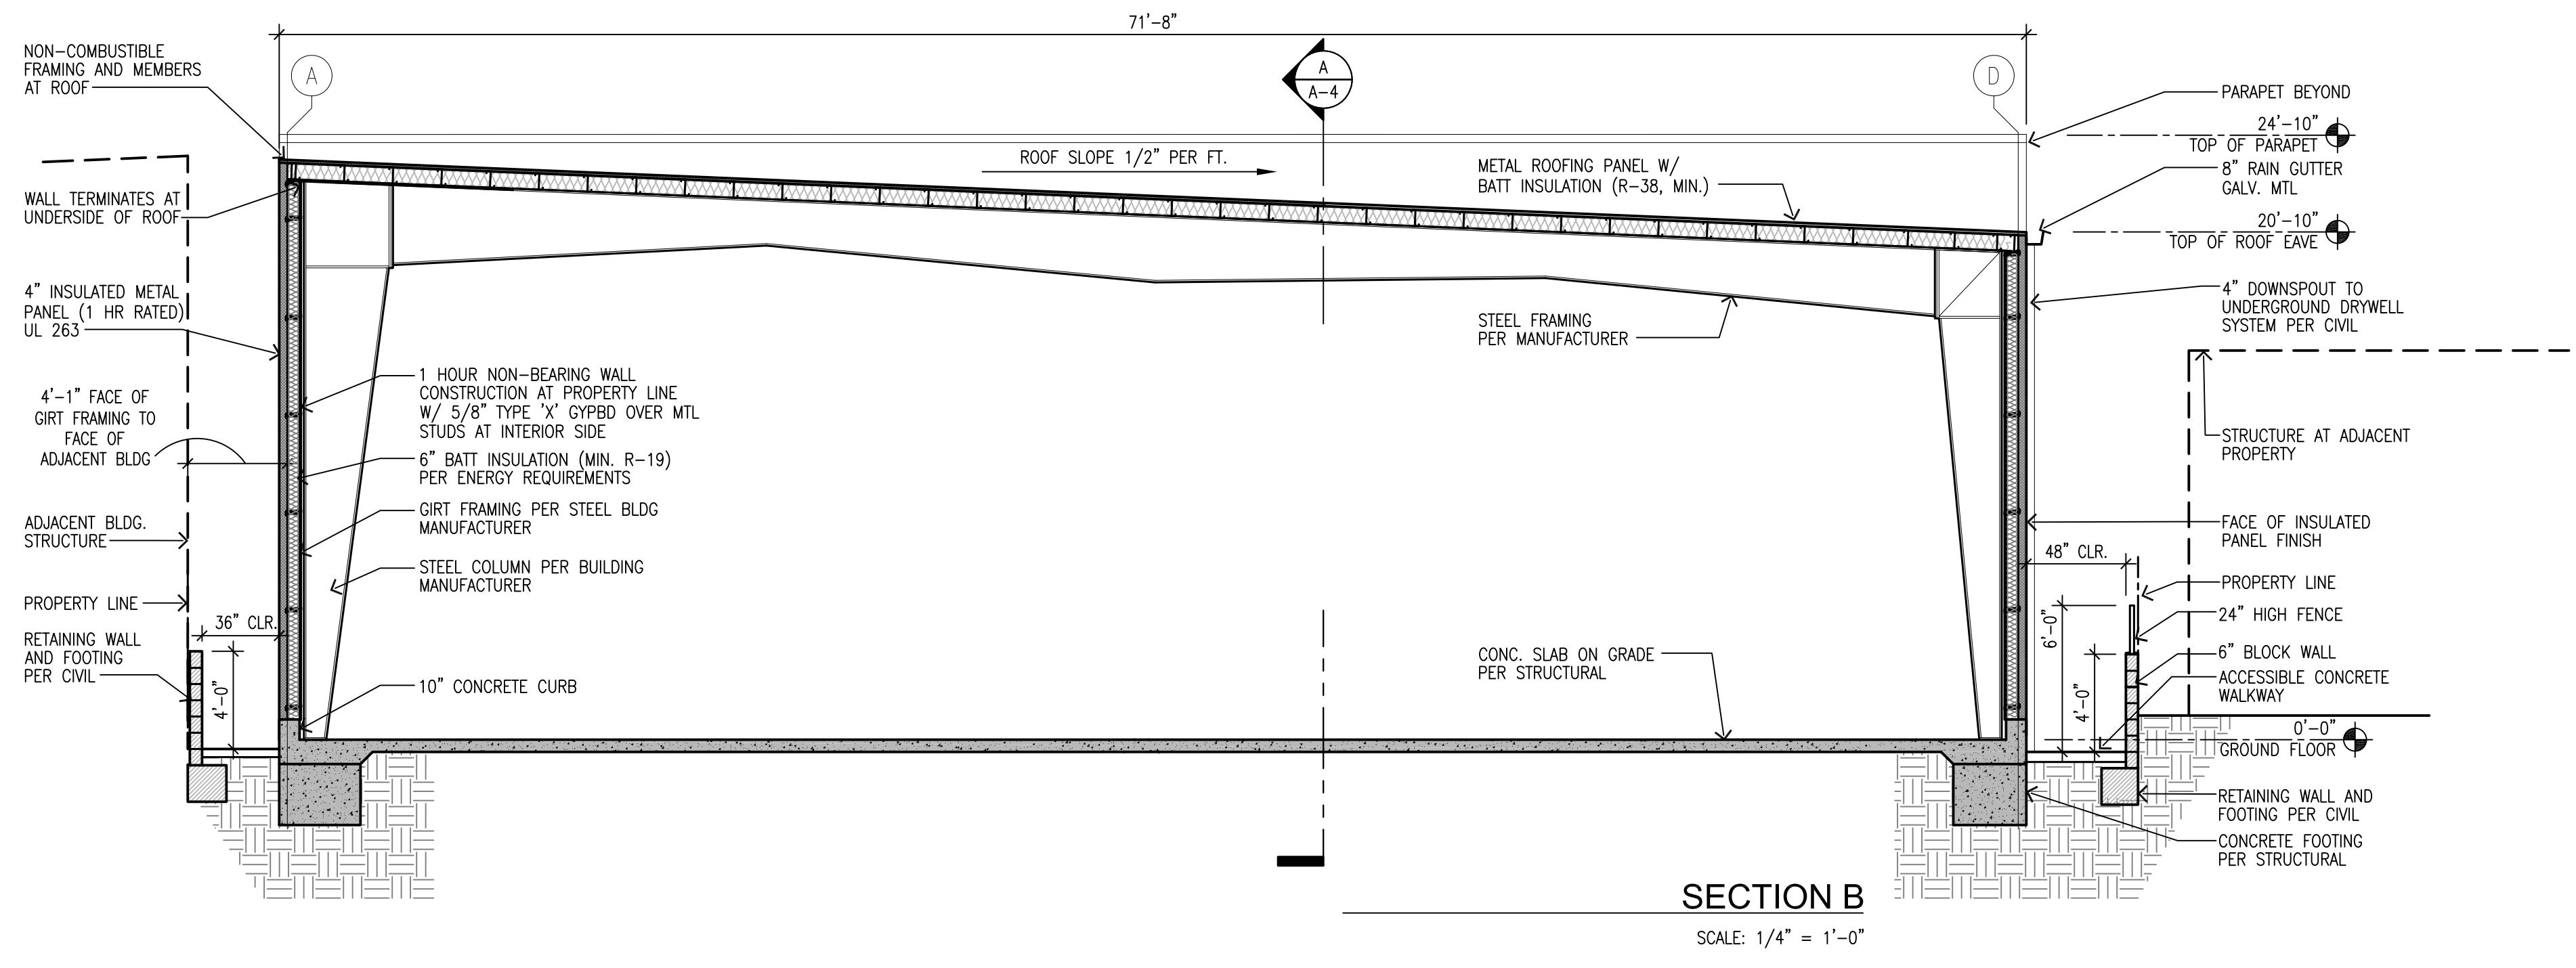 71'-8"
NON-COMBUSTIBLE
FRAMING AND MEMBERS
AT ROOF
A
A
A-4
D
PARAPET BEYOND
24'-10"
TOP OF PARAPET
8" RAIN GUTTER
GALV. MTL
20'-10"
TOP OF ROOF EAVE
ROOF SLOPE 1/2" PER FT.
METAL ROOFING PANEL W/
BATT INSULATION (R-38, MIN.)
WALL TERMINATES AT
UNDERSIDE OF ROOF
4" INSULATED METAL
PANEL (1 HR RATED)
UL 263
4" DOWNSPOUT TO
UNDERGROUND DRYWELL
SYSTEM PER CIVIL
STEEL FRAMING
PER MANUFACTURER
4'-1" FACE OF
GIRT FRAMING TO
FACE OF
ADJACENT BLDG
1 HOUR NON-BEARING WALL
CONSTRUCTION AT PROPERTY LINE
W/ 5/8" TYPE 'X' GYPBD OVER MTL
STUDS AT INTERIOR SIDE
6" BATT INSULATION (MIN. R-19)
PER ENERGY REQUIREMENTS
GIRT FRAMING PER STEEL BLDG
MANUFACTURER
STEEL COLUMN PER BUILDING
MANUFACTURER
10" CONCRETE CURB
STRUCTURE AT ADJACENT
PROPERTY
ADJACENT BLDG.
STRUCTURE
FACE OF INSULATED
PANEL FINISH
48" CLR.
PROPERTY LINE
PROPERTY LINE
24" HIGH FENCE
36" CLR.
RETAINING WALL
AND FOOTING
PER CIVIL
4'-0"
6'-0"
4'-0"
6" BLOCK WALL
ACCESSIBLE CONCRETE
WALKWAY
CONC. SLAB ON GRADE
PER STRUCTURAL
0'-0"
GROUND FLOOR
RETAINING WALL AND
FOOTING PER CIVIL
CONCRETE FOOTING
PER STRUCTURAL
SECTION B
SCALE: 1/4" = 1'-0"